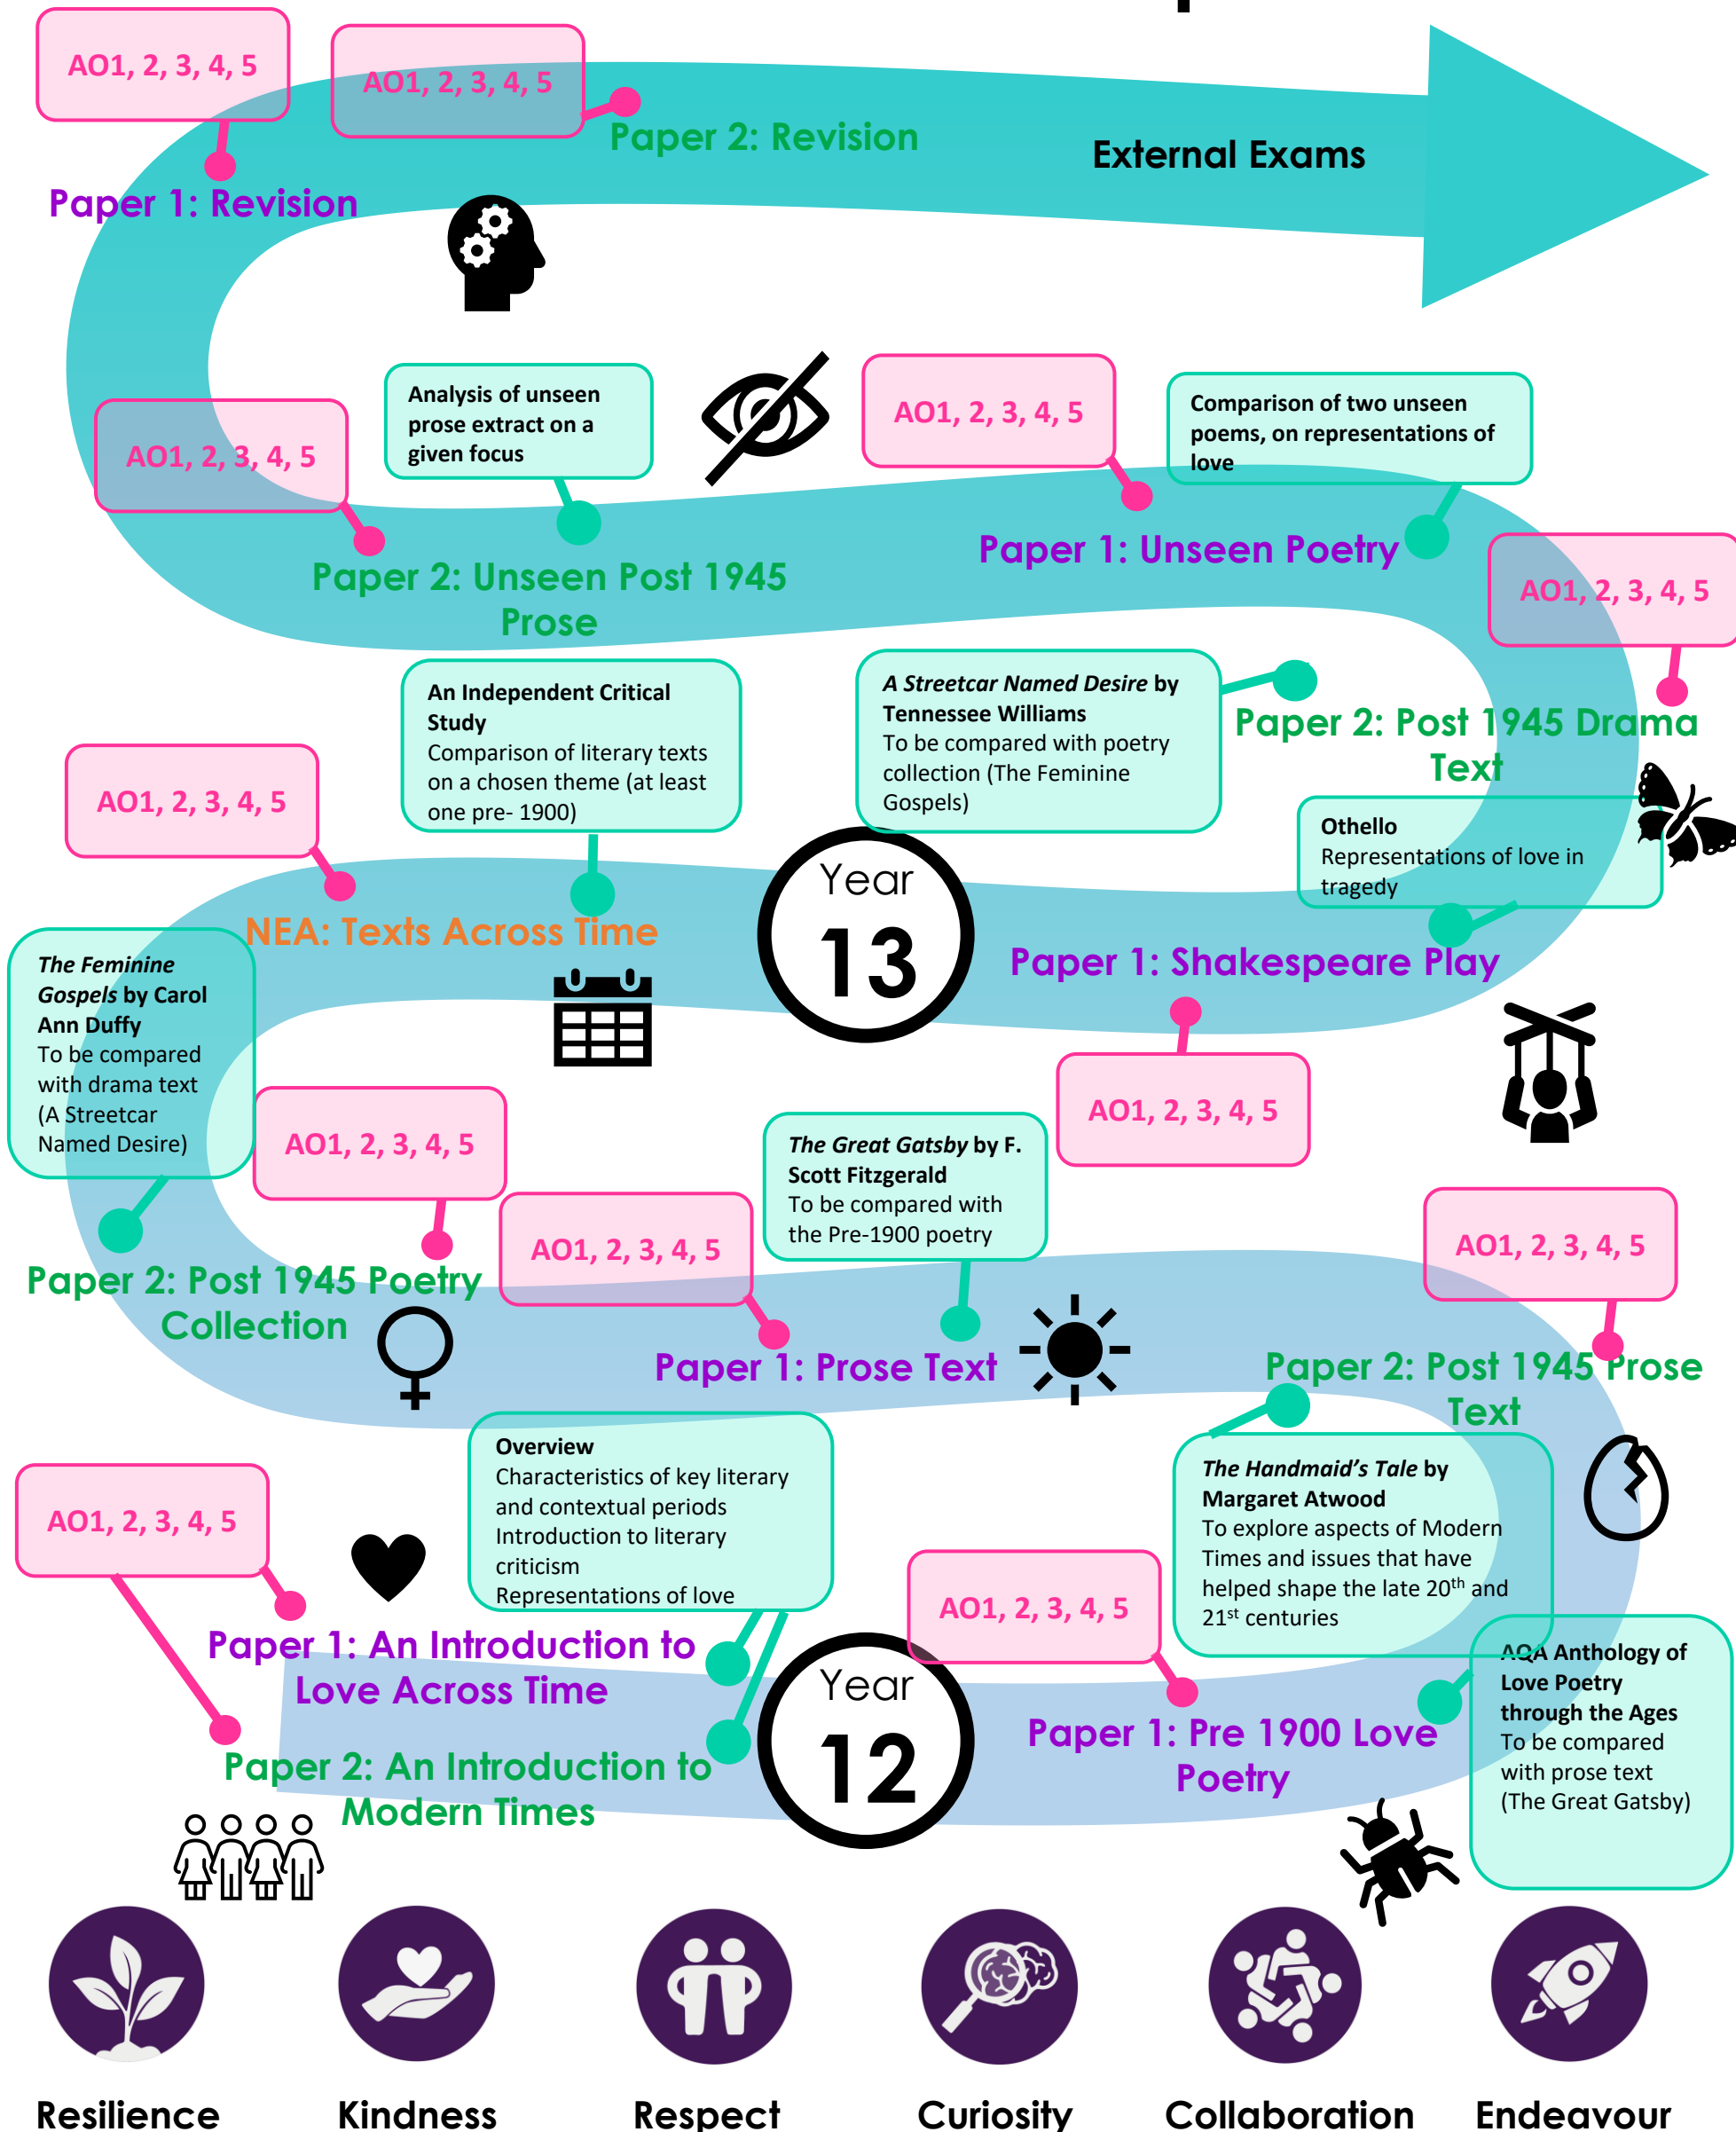 AO1, 2, 3, 4, 5
AO1, 2, 3, 4, 5
Paper 2: Revision
External Exams
Paper 1: Revision
Analysis of unseen
prose extract on a
given focus
AO1, 2, 3, 4, 5
Comparison of two unseen
poems, on representations of
love
AO1, 2, 3, 4, 5
Paper 1: Unseen Poetry
Paper 2: Unseen Post 1945
Prose
AO1, 2, 3, 4, 5
An Independent Critical
Study
Comparison of literary texts
on a chosen theme (at least
one pre- 1900)
A Streetcar Named Desire by
Tennessee Williams
To be compared with poetry
collection (The Feminine
Gospels)
Paper 2: Post 1945 Drama
Text
AO1, 2, 3, 4, 5
Othello
Representations of love in
tragedy
Year
13
NEA: Texts Across Time
Paper 1: Shakespeare Play
The Feminine
Gospels by Carol
Ann Duffy
To be compared
with drama text
(A Streetcar
Named Desire)
AO1, 2, 3, 4, 5
AO1, 2, 3, 4, 5
The Great Gatsby by F.
Scott Fitzgerald
To be compared with
the Pre-1900 poetry
AO1, 2, 3, 4, 5
AO1, 2, 3, 4, 5
Paper 2: Post 1945 Poetry
Collection
Paper 1: Prose Text
Paper 2: Post 1945 Prose
Text
Overview
Characteristics of key literary
and contextual periods
Introduction to literary
criticism
Representations of love
The Handmaid’s Tale by
Margaret Atwood
To explore aspects of Modern
Times and issues that have
helped shape the late 20th and
21st centuries
AO1, 2, 3, 4, 5
AO1, 2, 3, 4, 5
Paper 1: An Introduction to
Love Across Time
Year
12
Paper 1: Pre 1900 Love
Poetry
AQA Anthology of
Love Poetry
through the Ages
To be compared
with prose text
(The Great Gatsby)
Paper 2: An Introduction to
Modern Times
Resilience
Kindness
Respect
Curiosity
Collaboration
Endeavour